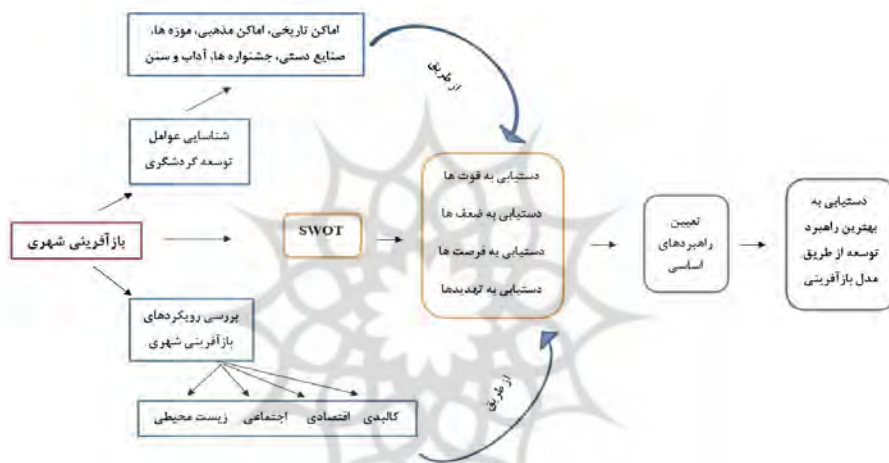 اماکن تاریخی، اماکن مذهبی، موزه ها،
صنایع دستی، جشنواره ها، آداب و سنن
از طریق
شناسایی عوامل
توسعه گردشگری
بازآفرینی شهری
SWOT
دستیابی به قوت ها
دستیابی به ضعف ها
دستیابی به فرصت ها
دستیابی به تهدیدها
تعیین
راهبردهای
اساسی
دستیابی به
بهترین راهبرد
توسعه از طریق
مدل بازآفرینی
بررسی رویکردهای
بازآفرینی شهری
کالبدی اقتصادی اجتماعی زیست محیطی
از طریق